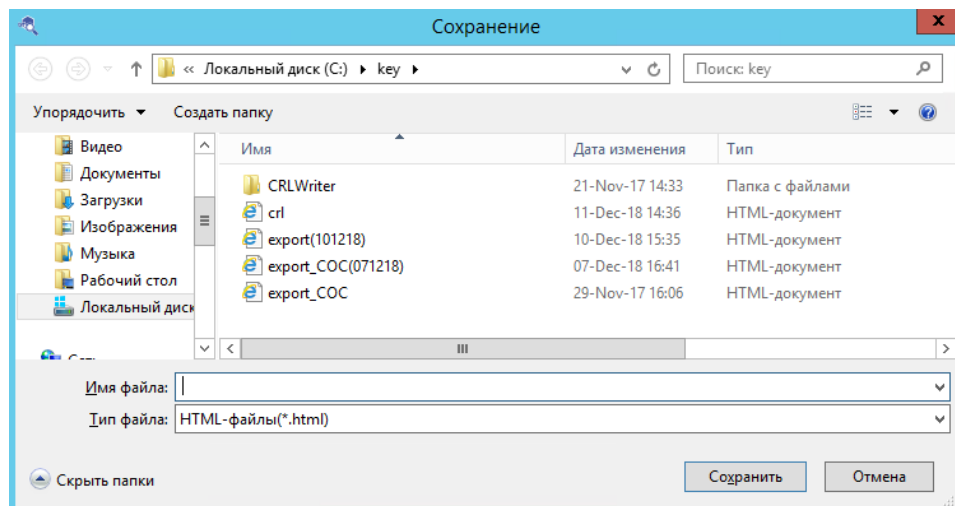 Сохранение
x
« Локальный диск (C:) key
Поиск: key
Упорядочить Создать папку
Видео
Документы
Загрузки
Изображения
Музыка
Рабочий стол
Локальный диск
Имя Дата изменения Тип
CRLWriter 21-Nov-17 14:33 Папка с файлами
crl 11-Dec-18 14:36 HTML-документ
export(101218) 10-Dec-18 15:35 HTML-документ
export_COC(071218) 07-Dec-18 16:41 HTML-документ
export_COC 29-Nov-17 16:06 HTML-документ
Имя файла:
Тип файла: HTML-файлы(*.html)
Скрыть папки
Сохранить Отмена